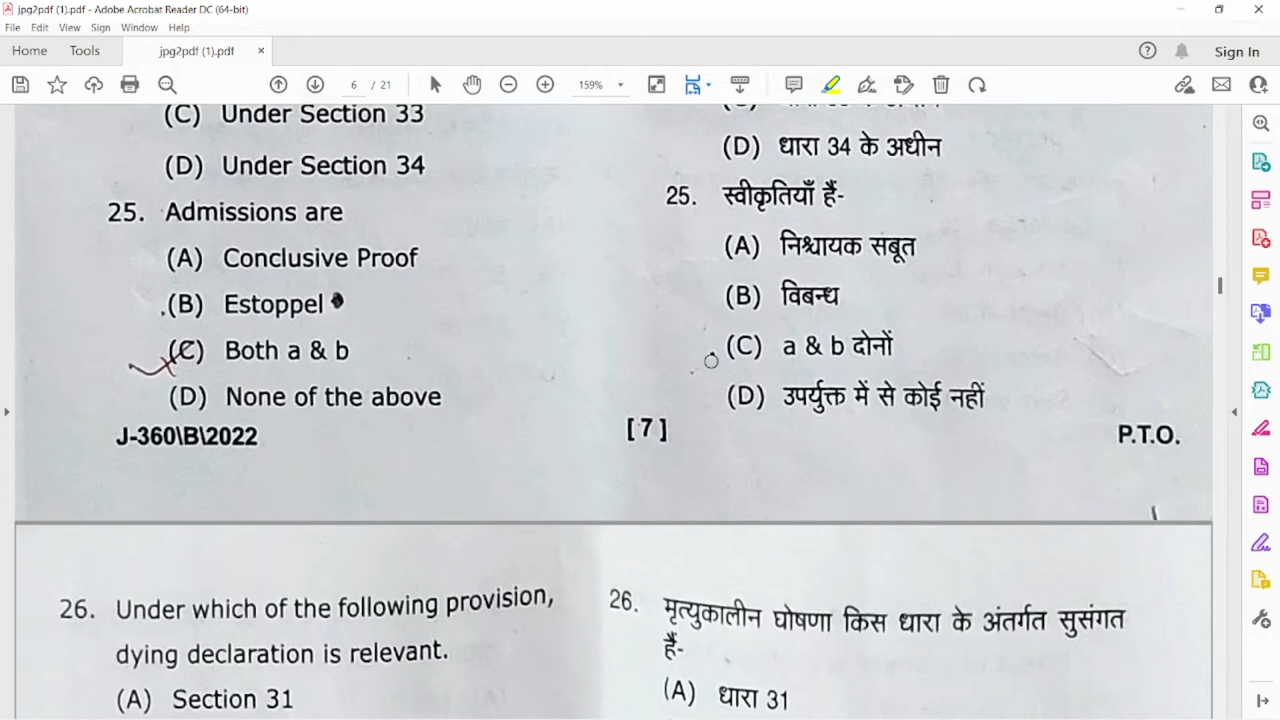 jpg2pdf (1).pdf - Adobe Acrobat Reader DC (64-bit)
File Edit View Sign Window Help
Home Tools jpg2pdf (1).pdf × Sign In
6 / 21 159%
(C) Under Section 33
(D) Under Section 34
25. Admissions are
(A) Conclusive Proof
(B) Estoppel
(C) Both a & b
(D) None of the above
J-360\B\2022
(D) धारा 34 के अधीन
25. स्वीकृतियाँ हैं-
(A) निश्चायक संबूत
(B) विबन्ध
(C) a & b दोनों
(D) उपर्युक्त में से कोई नहीं
[ 7 ]
P.T.O.
26. Under which of the following provision,
dying declaration is relevant.
(A) Section 31
26. मृत्युकालीन घोषणा किस धारा के अंतर्गत सुसंगत
हैं-
(A) धारा 31